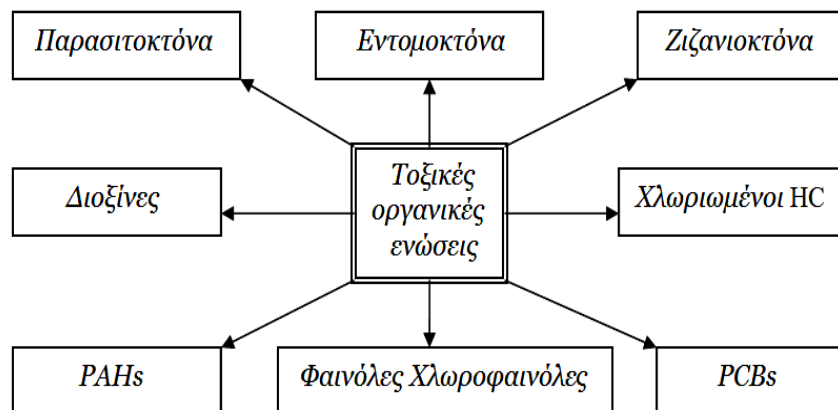 Παρασιτοκτόνα
Εντομοκτόνα
Ζιζανιοκτόνα
Διοξίνες
Τοξικές
οργανικές
ενώσεις
Χλωριωμένοι HC
PAHs
Φαινόλες Χλωροφαινόλες
PCBs